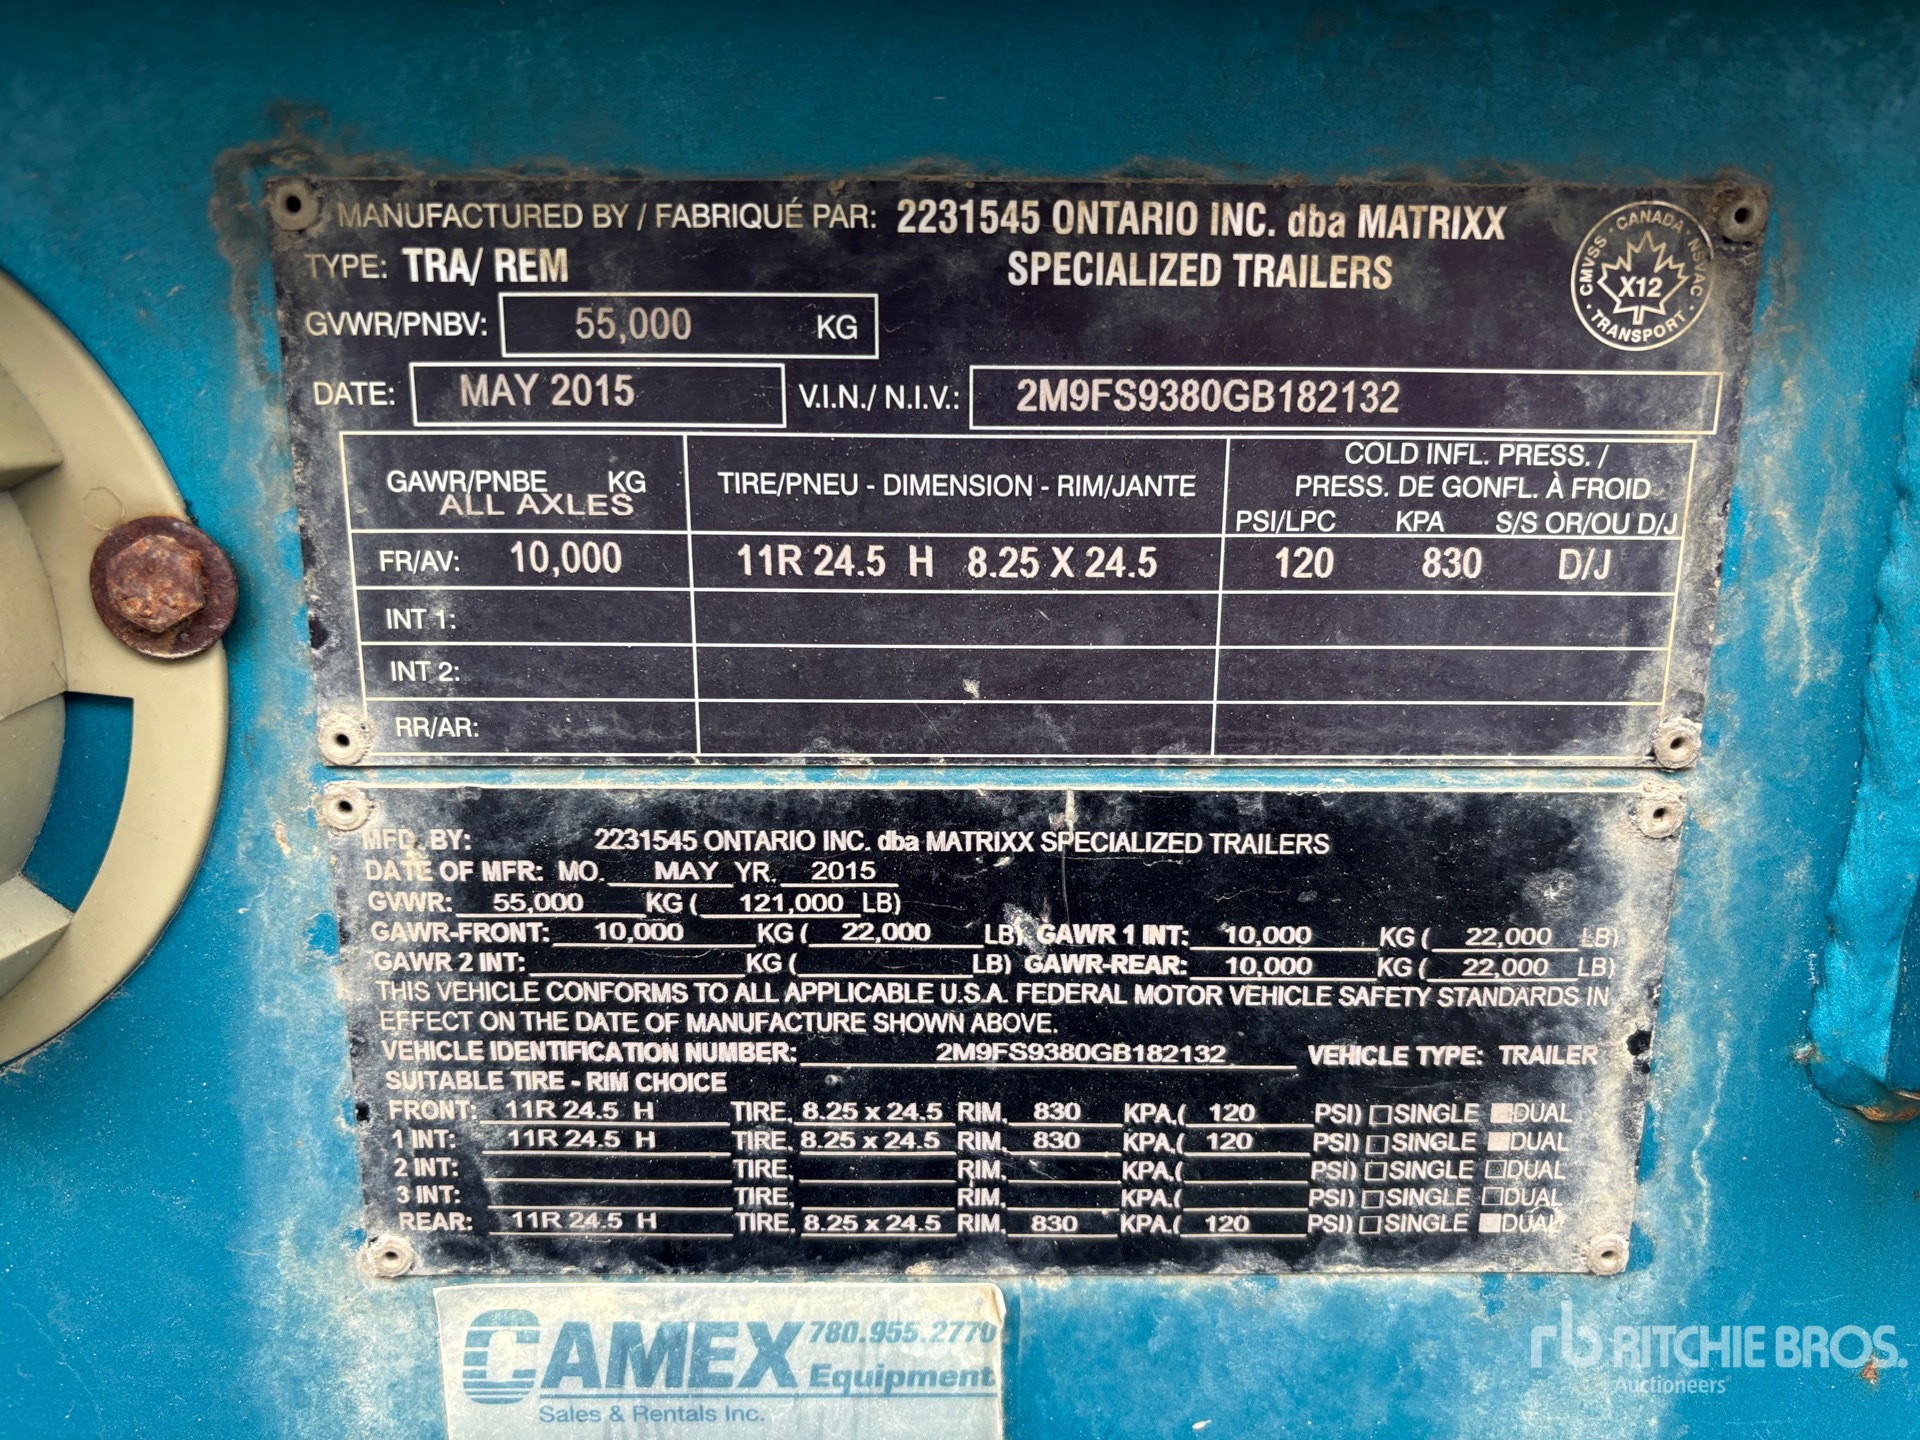 MANUFACTURED BY / FABRIQUÉ PAR: 2231545 ONTARIO INC. dba MATRIXX
SPECIALIZED TRAILERS
TYPE: TRA/ REM
CMVSS · CANADA · NSVAC · TRANSPORT ·
X12
GVWR/PNBV: 55,000 KG
DATE: MAY 2015 V.I.N./ N.I.V.: 2M9FS9380GB182132
GAWR/PNBE KG
ALL AXLES
TIRE/PNEU - DIMENSION - RIM/JANTE
COLD INFL. PRESS. /
PRESS. DE GONFL. À FROID
PSI/LPC KPA S/S OR/OU D/J
FR/AV: 10,000 11R 24.5 H 8.25 X 24.5 120 830 D/J
INT 1:
INT 2:
RR/AR:
MFD. BY: 2231545 ONTARIO INC. dba MATRIXX SPECIALIZED TRAILERS
DATE OF MFR: MO. MAY YR. 2015
GVWR: 55,000 KG ( 121,000 LB)
GAWR-FRONT: 10,000 KG ( 22,000 LB) GAWR 1 INT: 10,000 KG ( 22,000 LB)
GAWR 2 INT: KG ( LB) GAWR-REAR: 10,000 KG ( 22,000 LB)
THIS VEHICLE CONFORMS TO ALL APPLICABLE U.S.A. FEDERAL MOTOR VEHICLE SAFETY STANDARDS IN
EFFECT ON THE DATE OF MANUFACTURE SHOWN ABOVE.
VEHICLE IDENTIFICATION NUMBER: 2M9FS9380GB182132 VEHICLE TYPE: TRAILER
SUITABLE TIRE - RIM CHOICE
FRONT: 11R 24.5 H TIRE, 8.25 x 24.5 RIM, 830 KPA,( 120 PSI) SINGLE DUAL
1 INT: 11R 24.5 H TIRE, 8.25 x 24.5 RIM, 830 KPA,( 120 PSI) SINGLE DUAL
2 INT: TIRE, RIM, KPA,( PSI) SINGLE DUAL
3 INT: TIRE, RIM, KPA,( PSI) SINGLE DUAL
REAR: 11R 24.5 H TIRE, 8.25 x 24.5 RIM, 830 KPA,( 120 PSI) SINGLE DUAL
CAMEX 780.955.2770
Equipment
Sales & Rentals Inc.
rb RITCHIE BROS.
Auctioneers